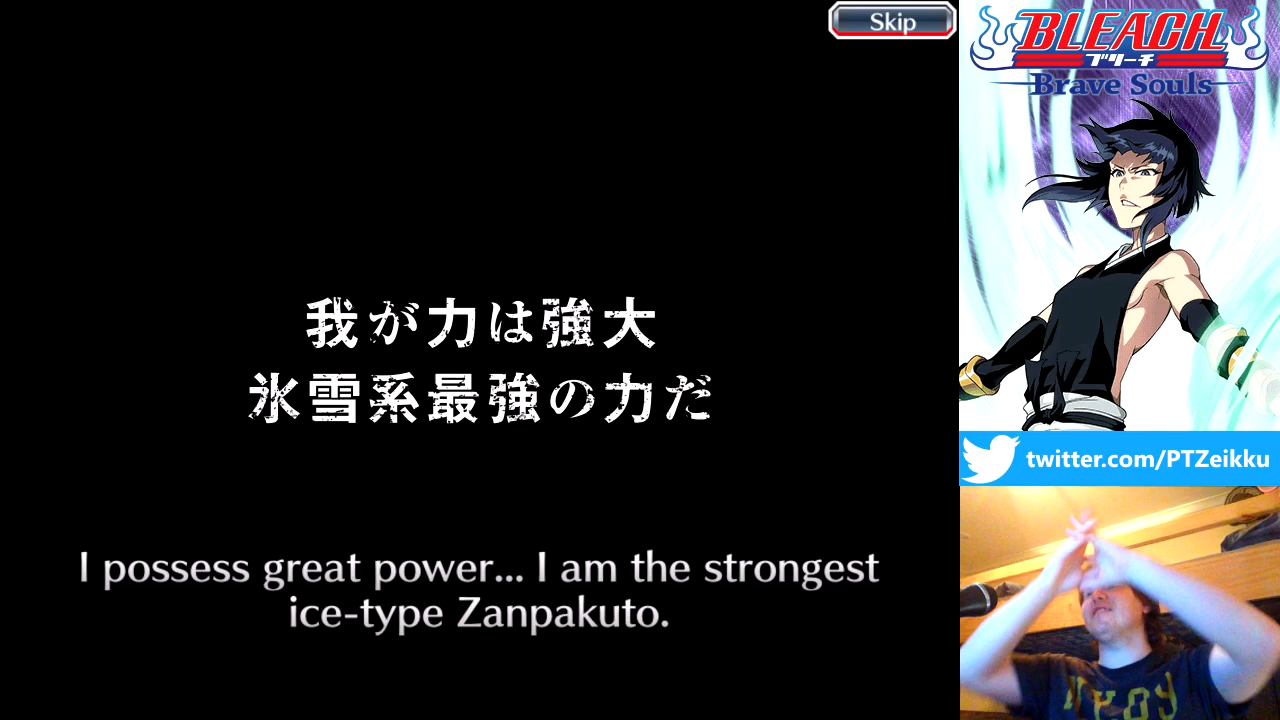 Skip
我が力は強大
氷雪系最強の力だ
I possess great power... I am the strongest
ice-type Zanpakuto.
BLEACH
ブリーチ
Brave Souls
twitter.com/PTZeikku